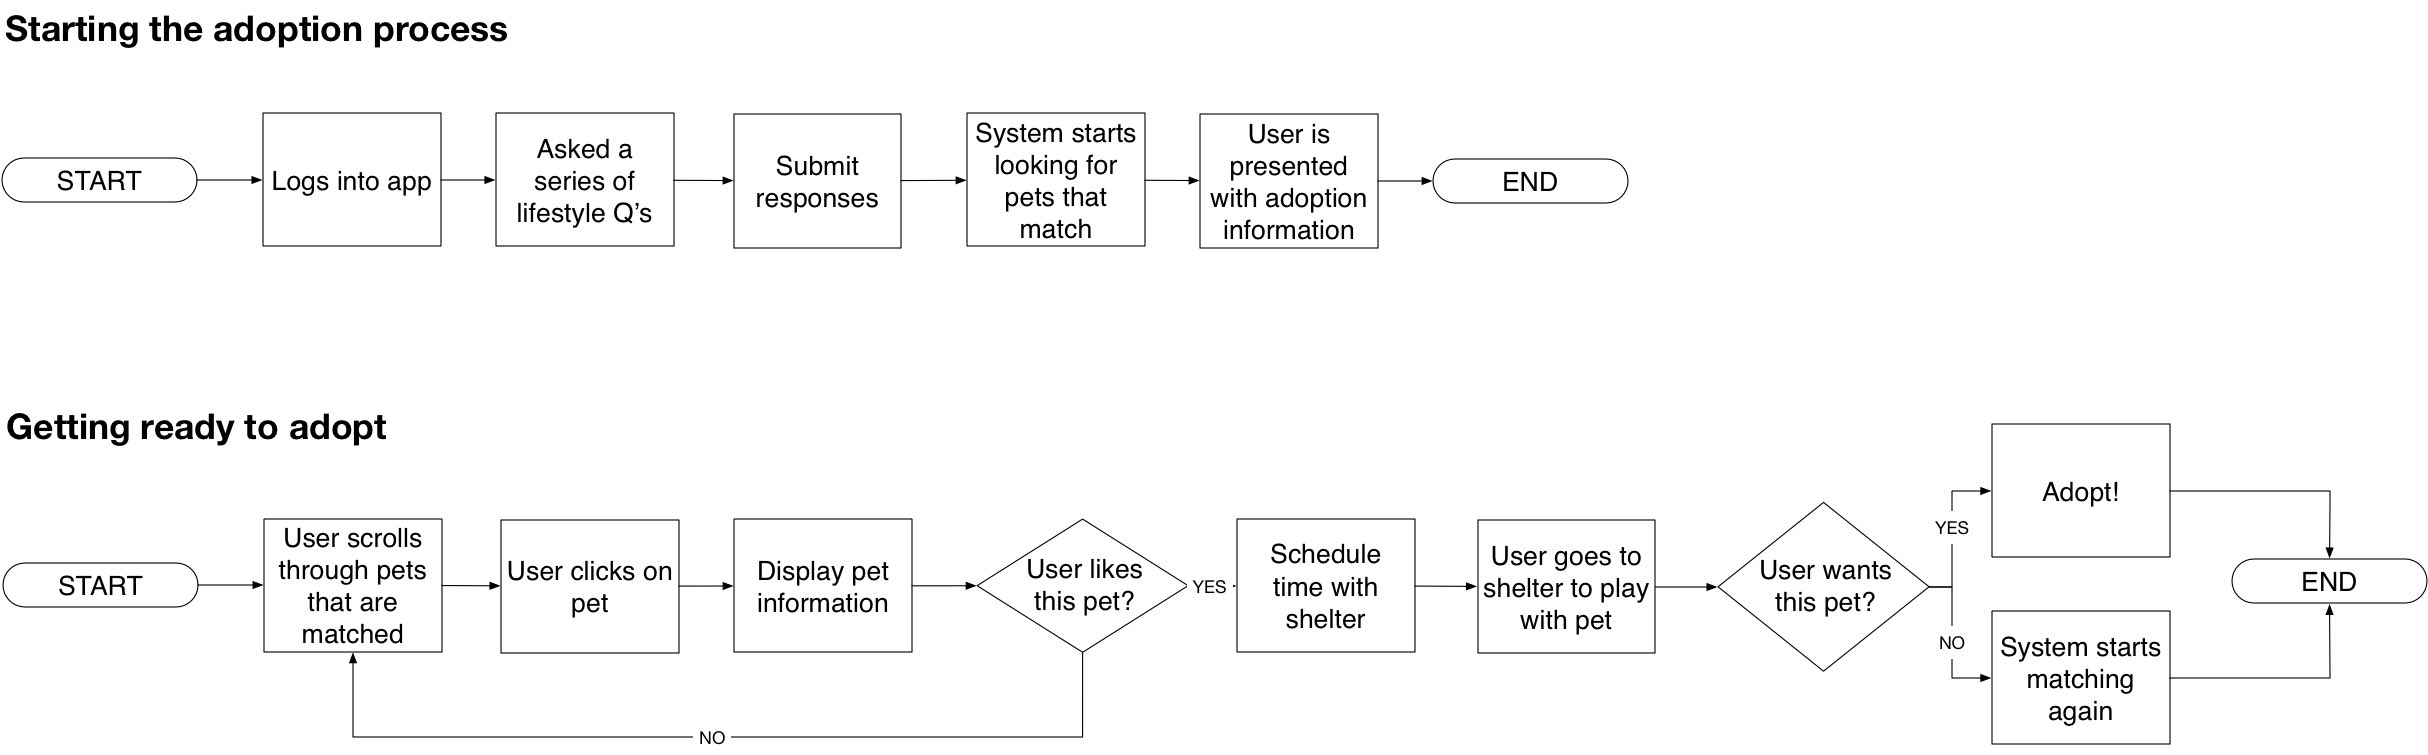 Starting the adoption process
START
Logs into app
Asked a
series of
lifestyle Q’s
Submit
responses
System starts
looking for
pets that
match
User is
presented
with adoption
information
END
Getting ready to adopt
START
User scrolls
through pets
that are
matched
User clicks on
pet
Display pet
information
User likes
this pet?
YES
NO
Schedule
time with
shelter
User goes to
shelter to play
with pet
User wants
this pet?
YES
Adopt!
NO
System starts
matching
again
END